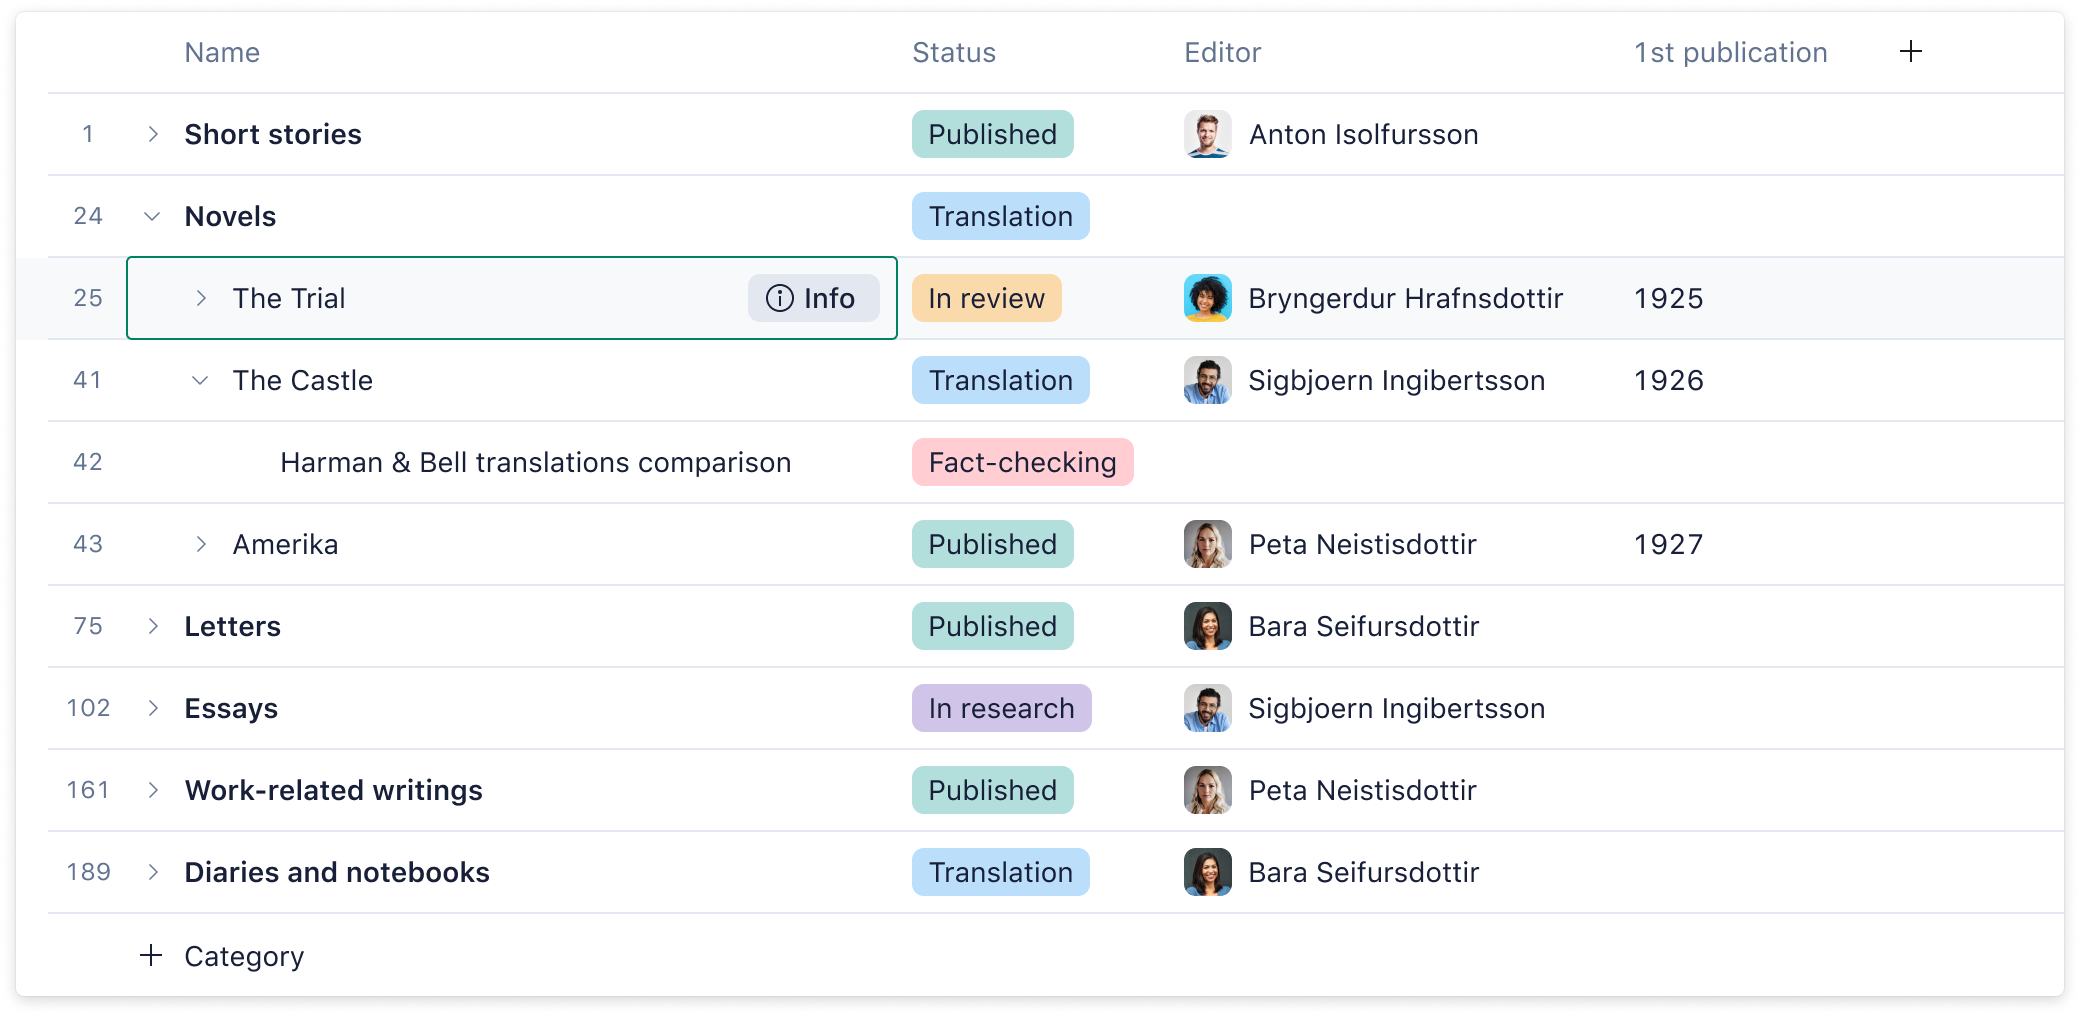 Name Status Editor 1st publication
1 Short stories Published Anton Isolfursson
24 Novels Translation
25 The Trial Info In review Bryngerdur Hrafnsdottir 1925
41 The Castle Translation Sigbjoern Ingibertsson 1926
42 Harman & Bell translations comparison Fact-checking
43 Amerika Published Peta Neistisdottir 1927
75 Letters Published Bara Seifursdottir
102 Essays In research Sigbjoern Ingibertsson
161 Work-related writings Published Peta Neistisdottir
189 Diaries and notebooks Translation Bara Seifursdottir
Category